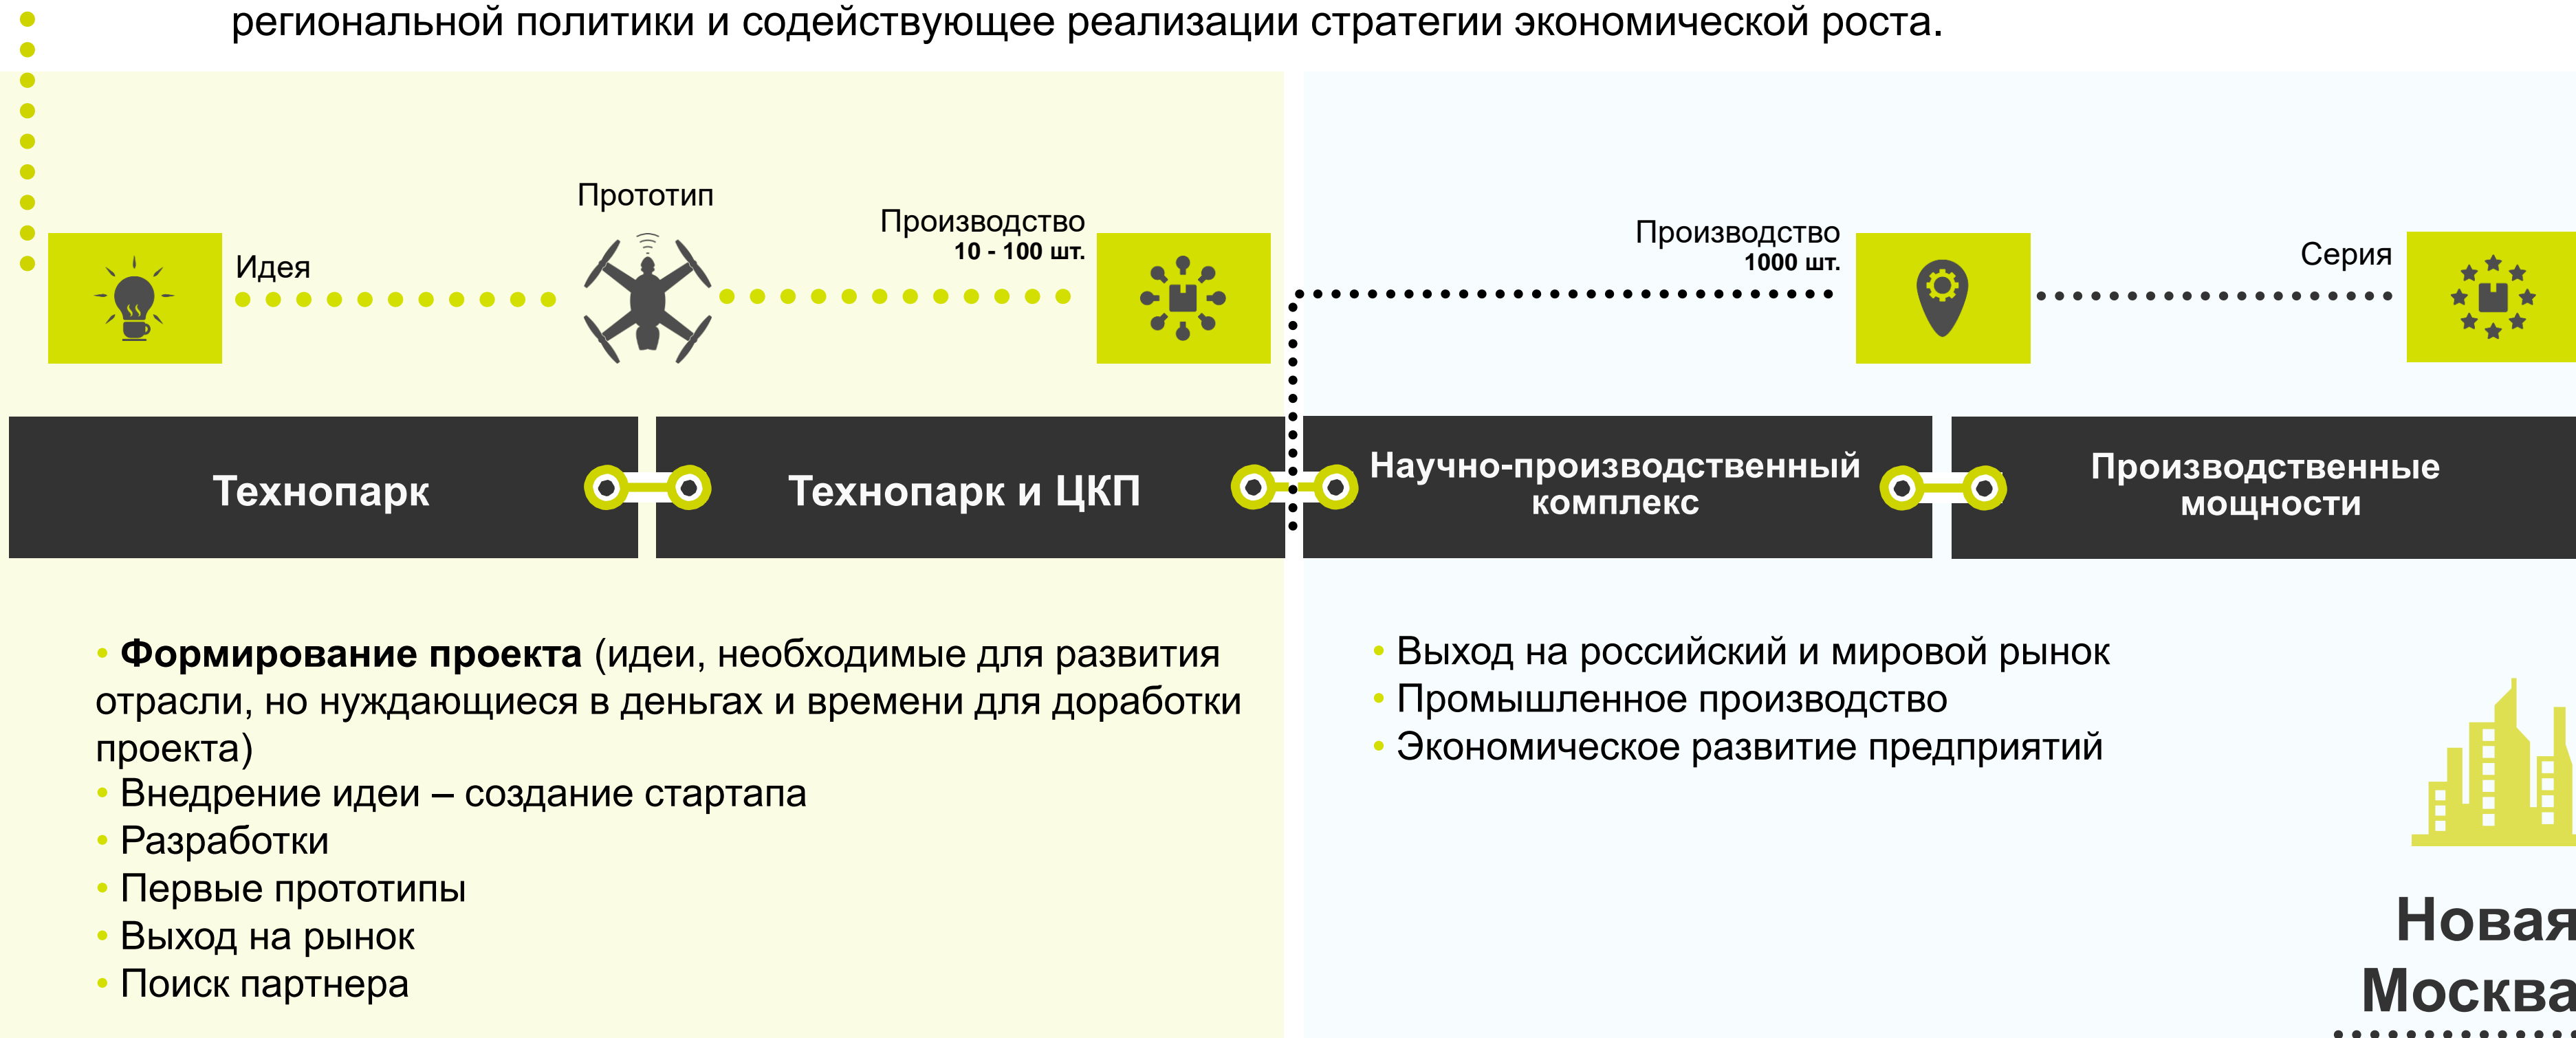 региональной политики и содействующее реализации стратегии экономической роста.
Идея
Прототип
Производство
10 - 100 шт.
Производство
1000 шт.
Серия
Технопарк
Технопарк и ЦКП
Научно-производственный
комплекс
Производственные
мощности
• Формирование проекта (идеи, необходимые для развития
отрасли, но нуждающиеся в деньгах и времени для доработки
проекта)
• Внедрение идеи – создание стартапа
• Разработки
• Первые прототипы
• Выход на рынок
• Поиск партнера
• Выход на российский и мировой рынок
• Промышленное производство
• Экономическое развитие предприятий
Новая
Москва